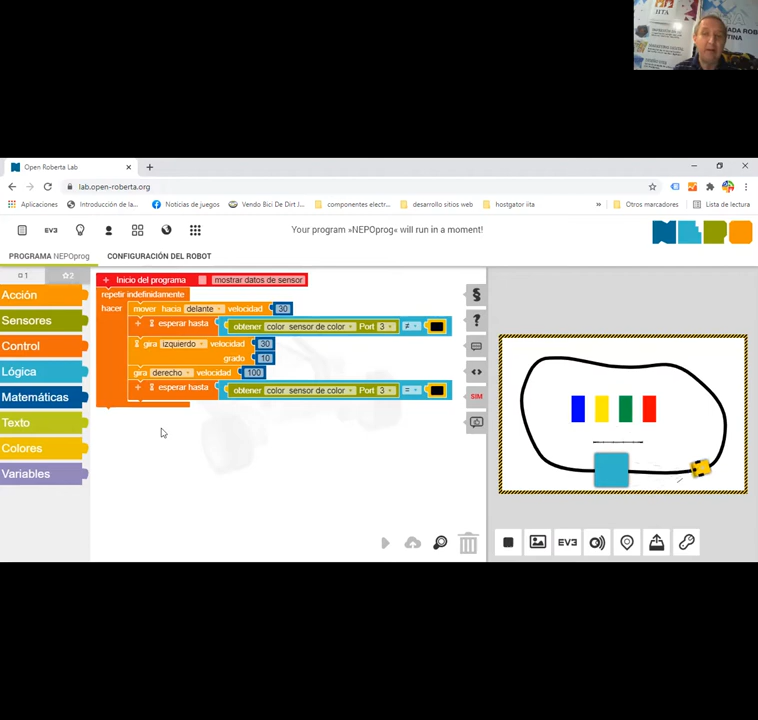 Open Roberta Lab
lab.open-roberta.org
Aplicaciones Introducción de la... Noticias de juegos Vendo Bici De Dirt J... componentes electr... desarrollo sitios web hostgator iita » Otros marcadores Lista de lectura
EV3 Your program »NEPOprog« will run in a moment!
PROGRAMA NEPOprog CONFIGURACIÓN DEL ROBOT
1 2
Acción
Sensores
Control
Lógica
Matemáticas
Texto
Colores
Variables
+ Inicio del programa mostrar datos de sensor
repetir indefinidamente
hacer mover hacia delante velocidad 30
+ esperar hasta obtener color sensor de color Port 3 ≠
gira izquierdo velocidad 30
grado 10
gira derecho velocidad 100
+ esperar hasta obtener color sensor de color Port 3 =
§
?
<>
SIM
EV3
IITA